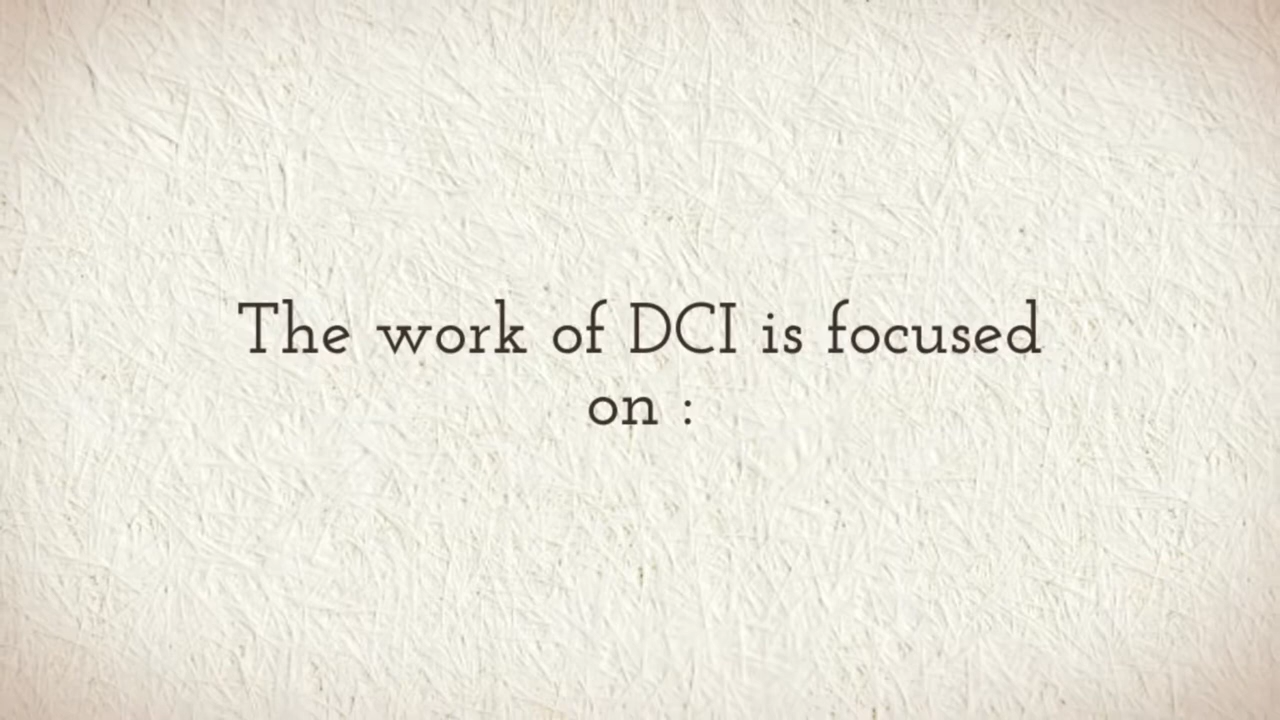 The work of DCI is focused
on :